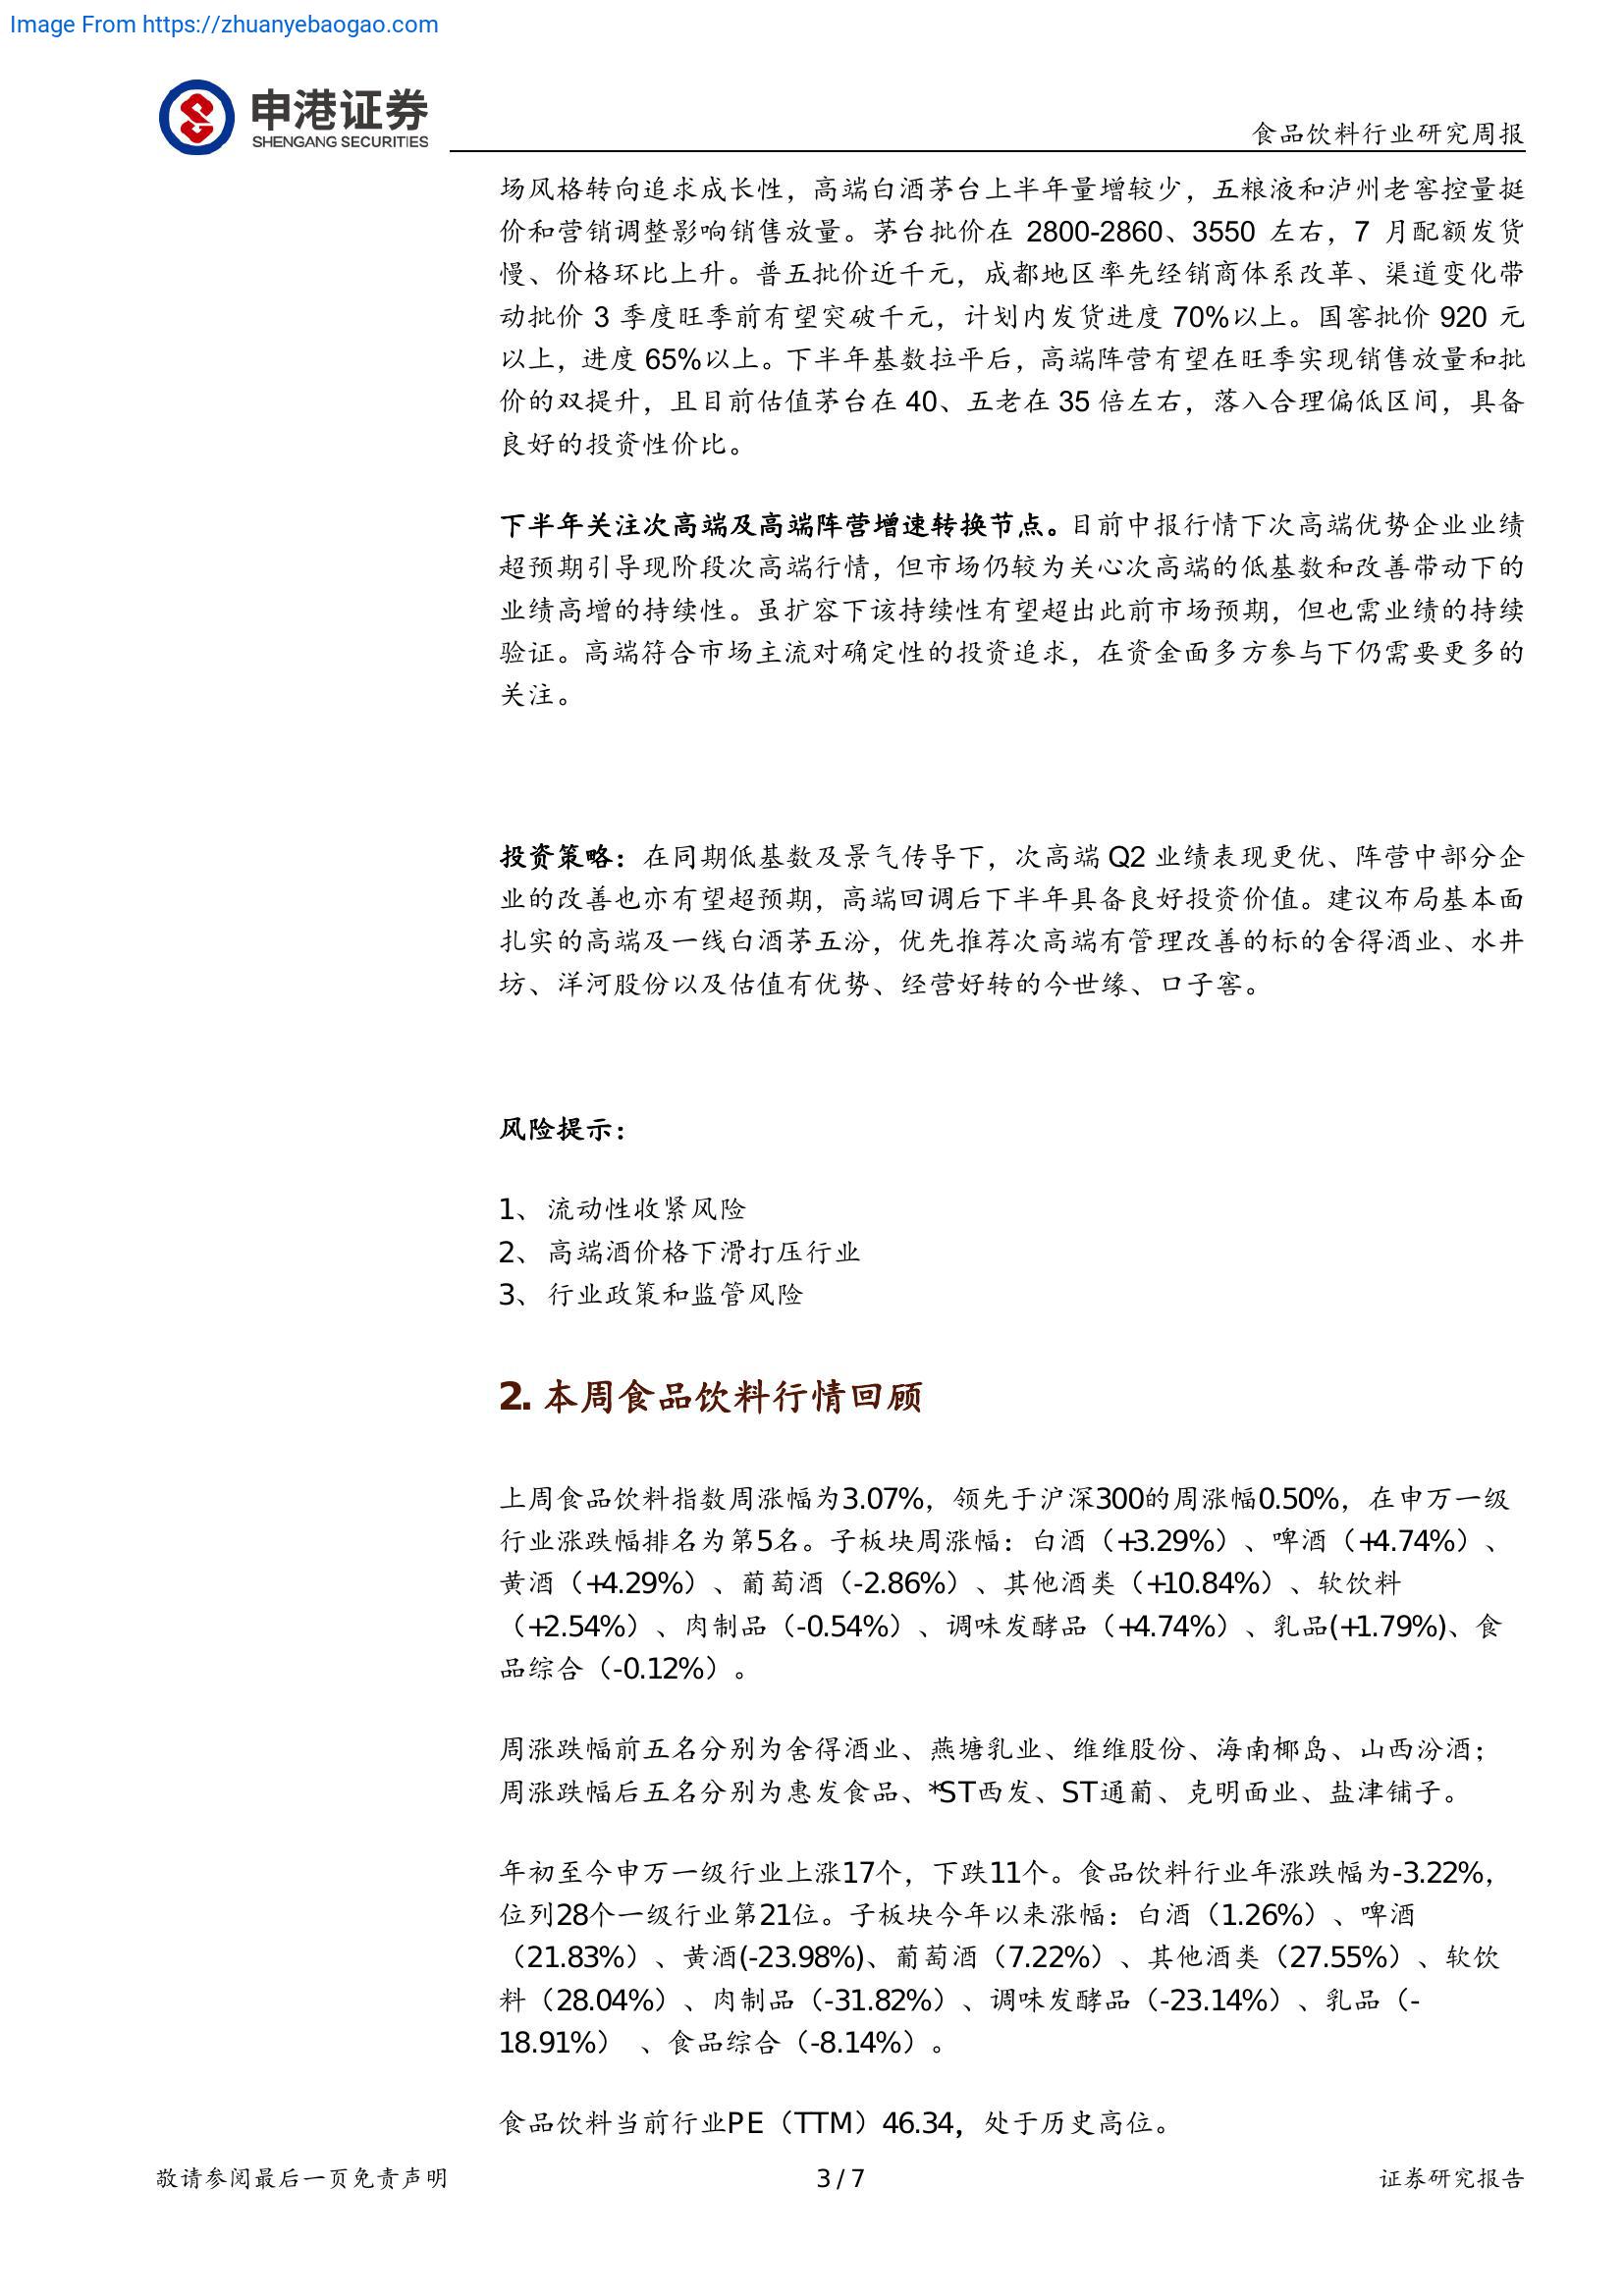 Image From https://zhuanyebaogao.com
申港证券
SHENGANG SECURITIES
食品饮料行业研究周报
场风格转向追求成长性，高端白酒茅台上半年量增较少，五粮液和泸州老窖控量挺
价和营销调整影响销售放量。茅台批价在 2800-2860、3550 左右，7 月配额发货
慢、价格环比上升。普五批价近千元，成都地区率先经销商体系改革、渠道变化带
动批价 3 季度旺季前有望突破千元，计划内发货进度 70%以上。国窖批价 920 元
以上，进度 65%以上。下半年基数拉平后，高端阵营有望在旺季实现销售放量和批
价的双提升，且目前估值茅台在 40、五老在 35 倍左右，落入合理偏低区间，具备
良好的投资性价比。
下半年关注次高端及高端阵营增速转换节点。目前中报行情下次高端优势企业业绩
超预期引导现阶段次高端行情，但市场仍较为关心次高端的低基数和改善带动下的
业绩高增的持续性。虽扩容下该持续性有望超出此前市场预期，但也需业绩的持续
验证。高端符合市场主流对确定性的投资追求，在资金面多方参与下仍需要更多的
关注。
投资策略：在同期低基数及景气传导下，次高端 Q2 业绩表现更优、阵营中部分企
业的改善也亦有望超预期，高端回调后下半年具备良好投资价值。建议布局基本面
扎实的高端及一线白酒茅五汾，优先推荐次高端有管理改善的标的舍得酒业、水井
坊、洋河股份以及估值有优势、经营好转的今世缘、口子窖。
风险提示：
1、 流动性收紧风险
2、 高端酒价格下滑打压行业
3、 行业政策和监管风险
2. 本周食品饮料行情回顾
上周食品饮料指数周涨幅为3.07%，领先于沪深300的周涨幅0.50%，在申万一级
行业涨跌幅排名为第5名。子板块周涨幅：白酒（+3.29%）、啤酒（+4.74%）、
黄酒（+4.29%）、葡萄酒（-2.86%）、其他酒类（+10.84%）、软饮料
（+2.54%）、肉制品（-0.54%）、调味发酵品（+4.74%）、乳品(+1.79%)、食
品综合（-0.12%）。
周涨跌幅前五名分别为舍得酒业、燕塘乳业、维维股份、海南椰岛、山西汾酒；
周涨跌幅后五名分别为惠发食品、*ST西发、ST通葡、克明面业、盐津铺子。
年初至今申万一级行业上涨17个，下跌11个。食品饮料行业年涨跌幅为-3.22%，
位列28个一级行业第21位。子板块今年以来涨幅：白酒（1.26%）、啤酒
（21.83%）、黄酒(-23.98%)、葡萄酒（7.22%）、其他酒类（27.55%）、软饮
料（28.04%）、肉制品（-31.82%）、调味发酵品（-23.14%）、乳品（-
18.91%） 、食品综合（-8.14%）。
食品饮料当前行业PE（TTM）46.34，处于历史高位。
敬请参阅最后一页免责声明
3 / 7
证券研究报告